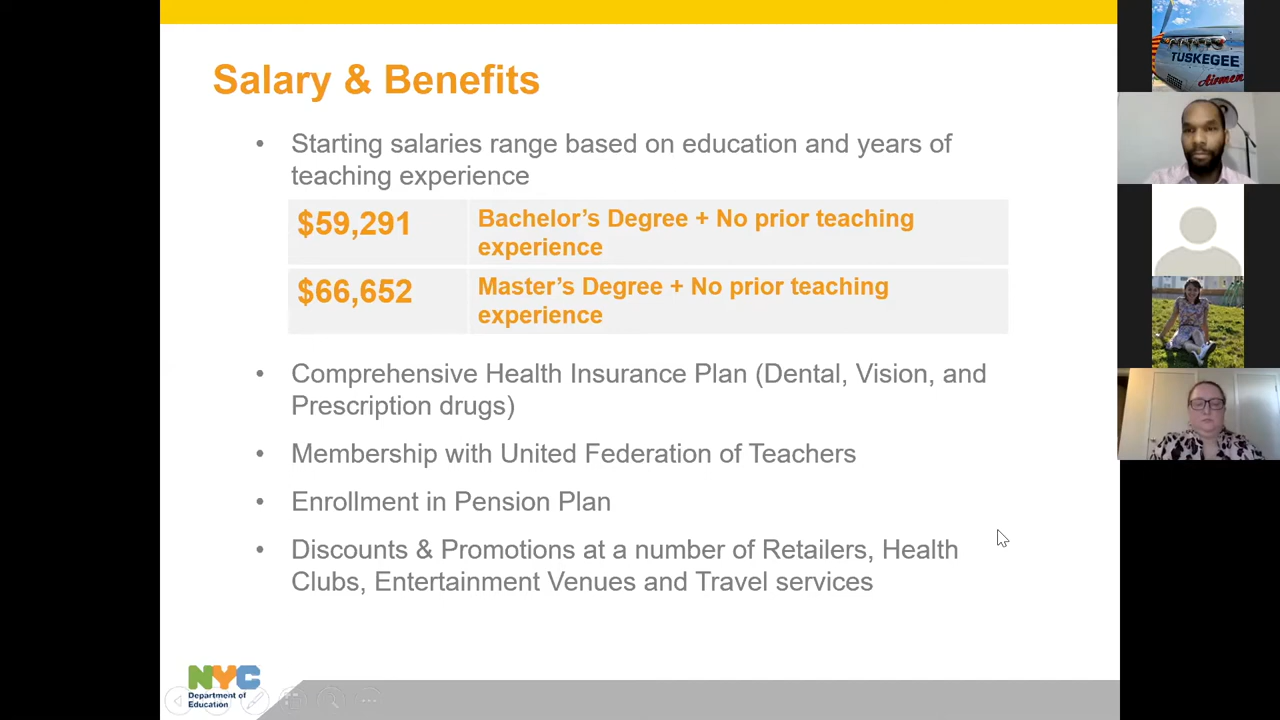 Salary & Benefits
• Starting salaries range based on education and years of
teaching experience
$59,291
Bachelor's Degree + No prior teaching
experience
$66,652
Master's Degree + No prior teaching
experience
• Comprehensive Health Insurance Plan (Dental, Vision, and
Prescription drugs)
• Membership with United Federation of Teachers
• Enrollment in Pension Plan
• Discounts & Promotions at a number of Retailers, Health
Clubs, Entertainment Venues and Travel services
NYC
Department of
Education
TUSKEGEE
Airmen